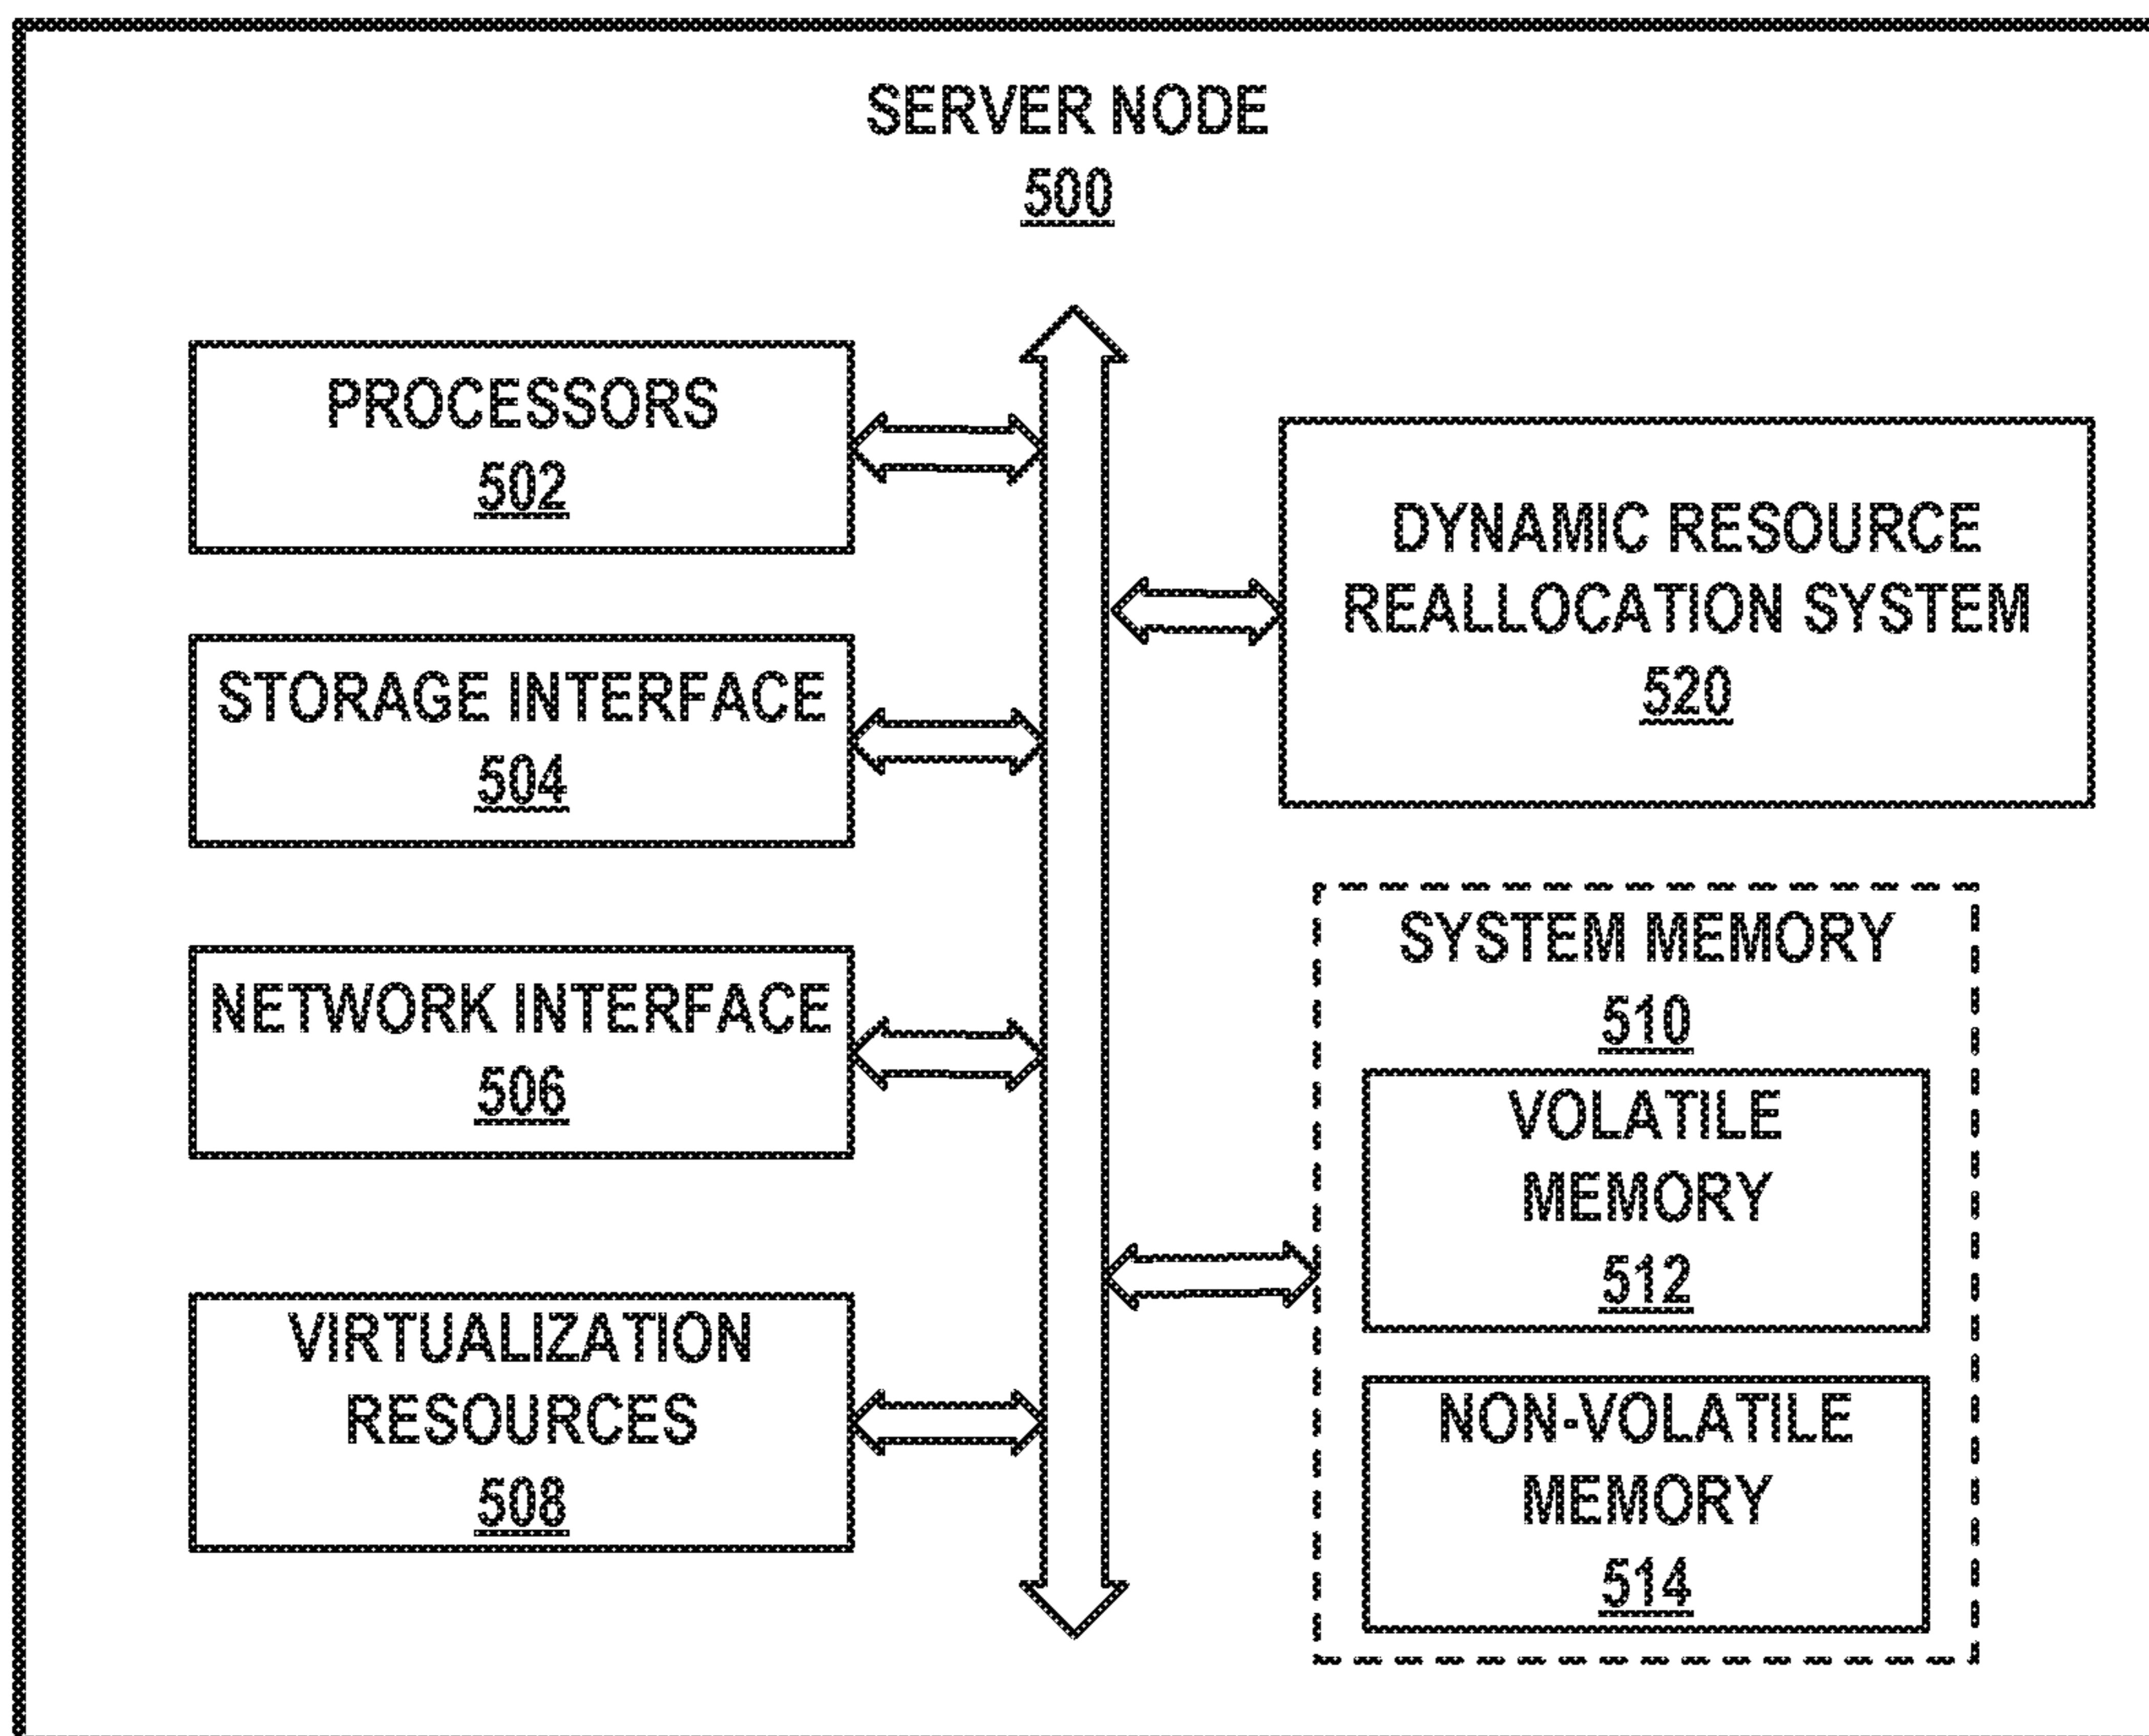 SERVER NODE
500
PROCESSORS
502
STORAGE INTERFACE
504
NETWORK INTERFACE
506
VIRTUALIZATION
RESOURCES
508
DYNAMIC RESOURCE
REALLOCATION SYSTEM
520
SYSTEM MEMORY
510
VOLATILE
MEMORY
512
NON-VOLATILE
MEMORY
514